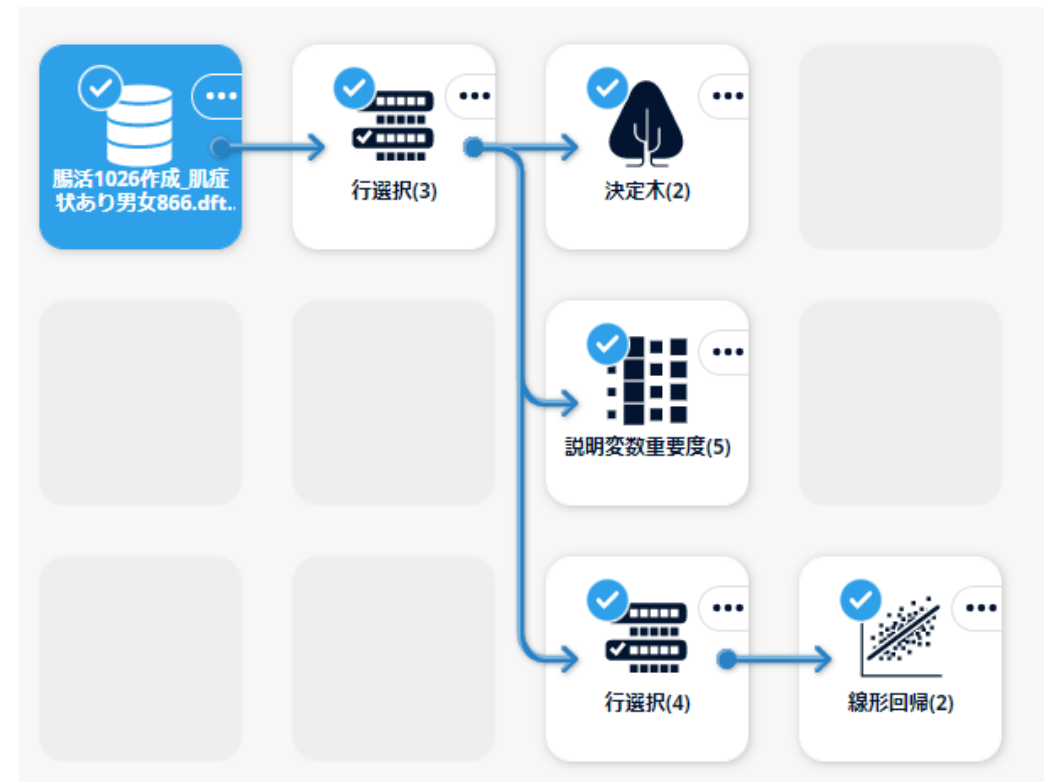 腸活1026作成_肌症
状あり男女866.dft..
行選択(3)
決定木(2)
説明変数重要度(5)
行選択(4)
線形回帰(2)